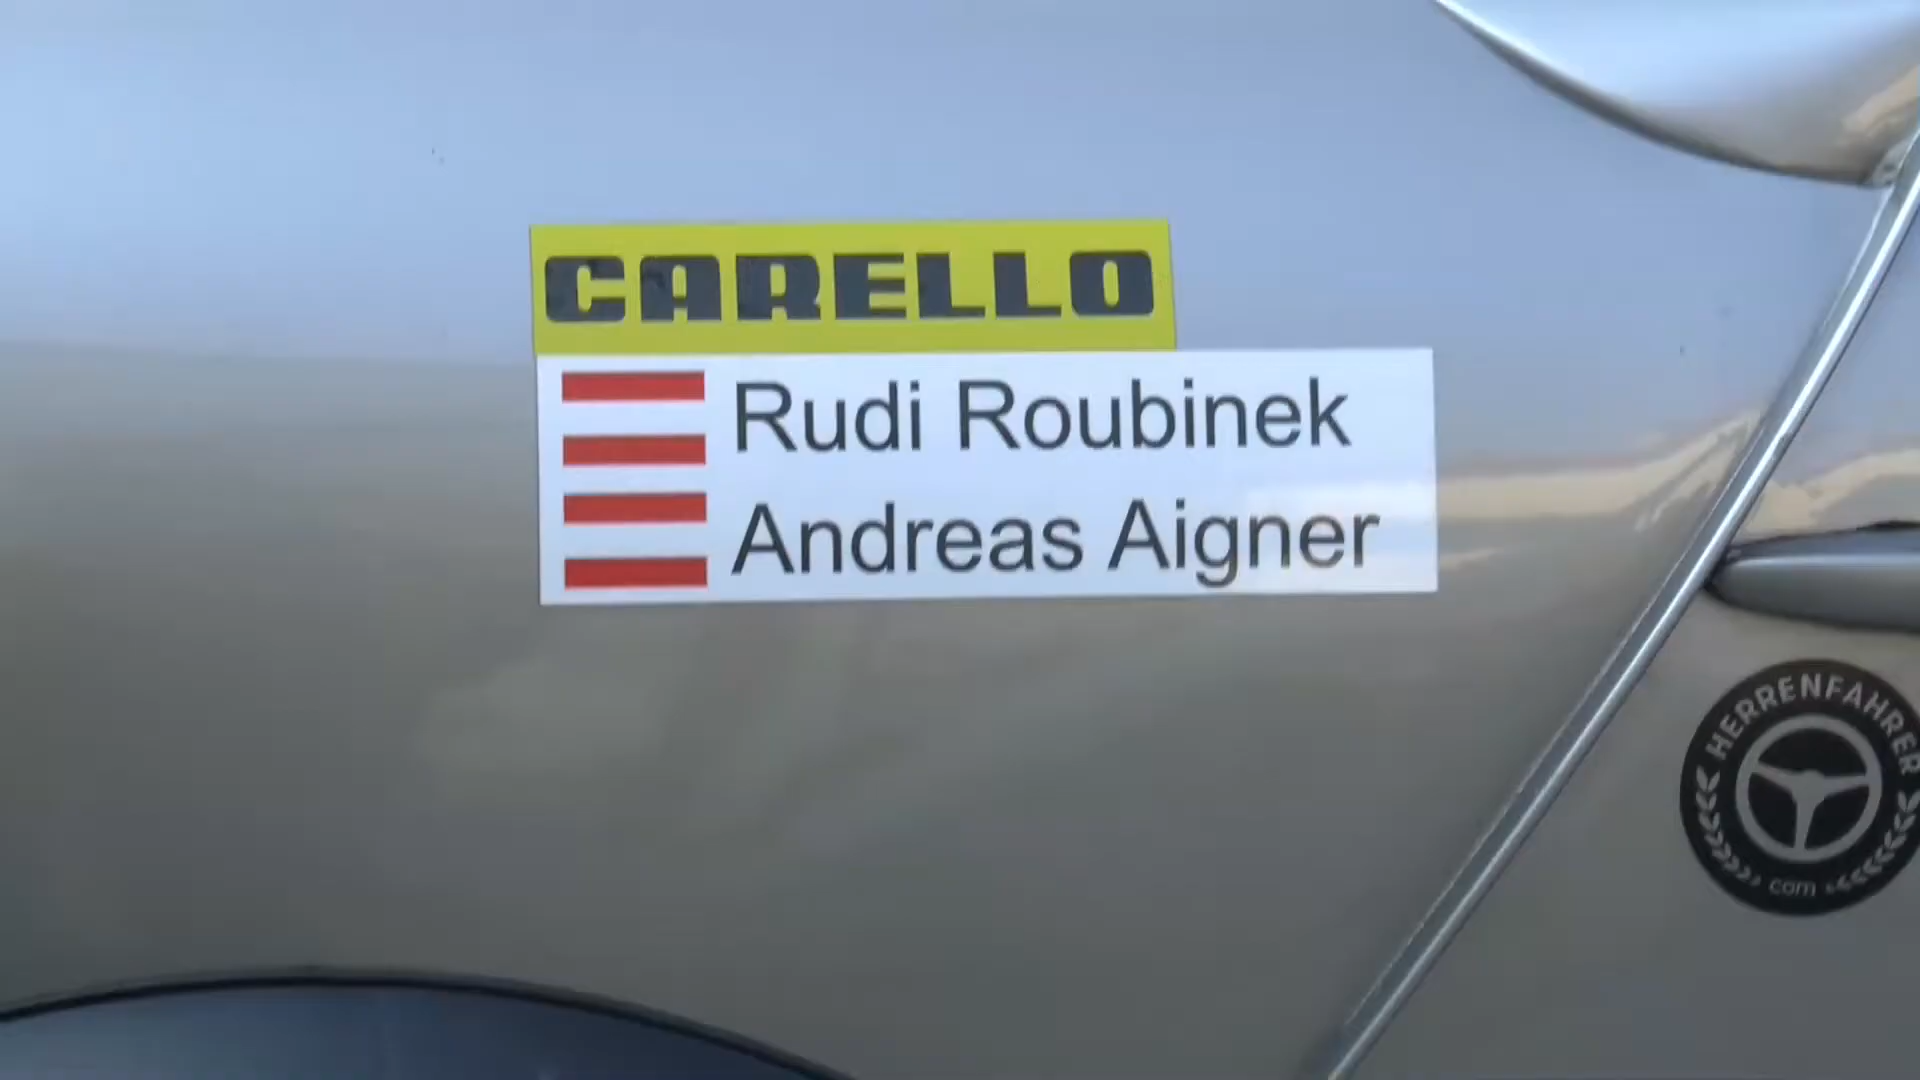 CARELLO
Rudi Roubinek
Andreas Aigner
HERRENFAHRER
com